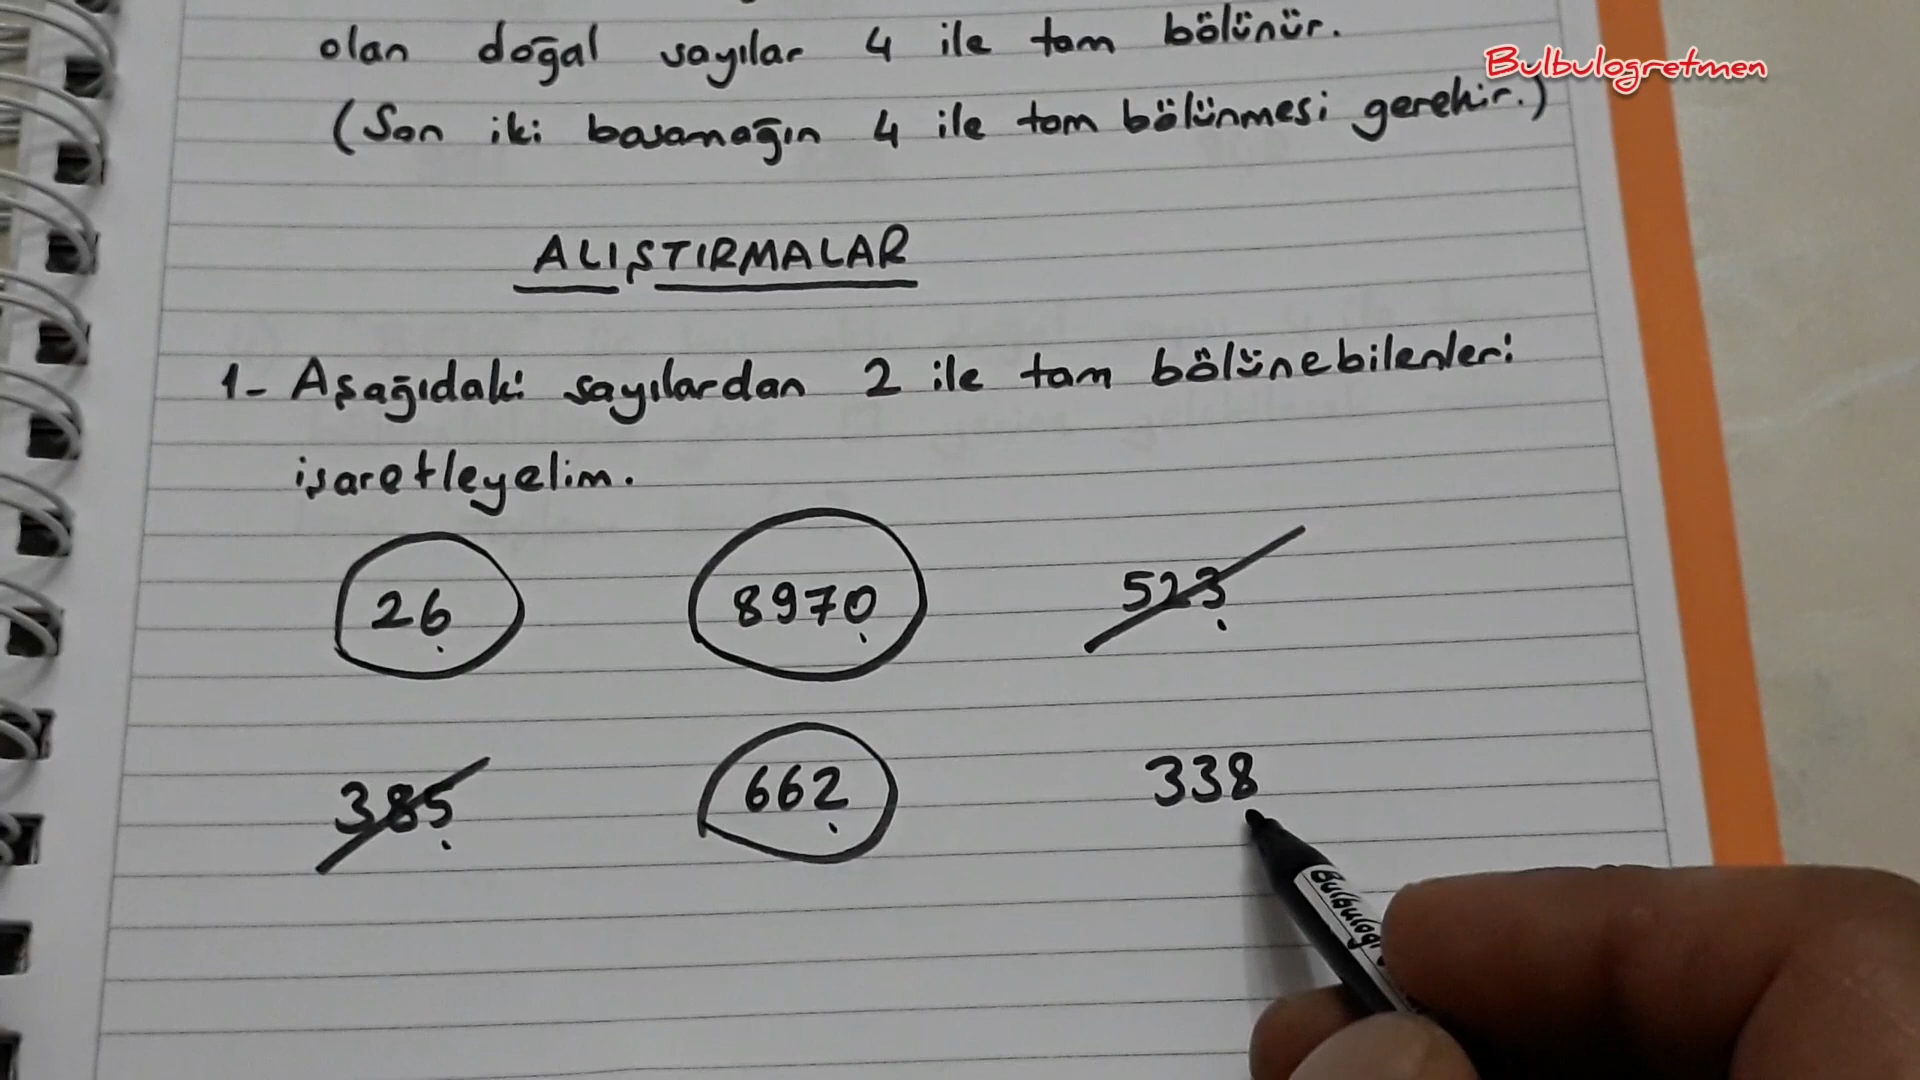 olan doğal sayılar 4 ile tam bölünür.
Bulbulogretmen
(Son iki basamağın 4 ile tam bölünmesi gerekir.)
ALIŞTIRMALAR
1- Aşağıdaki sayılardan 2 ile tam bölünebilenleri
işaretleyelim.
26 8970 523
385 662 338